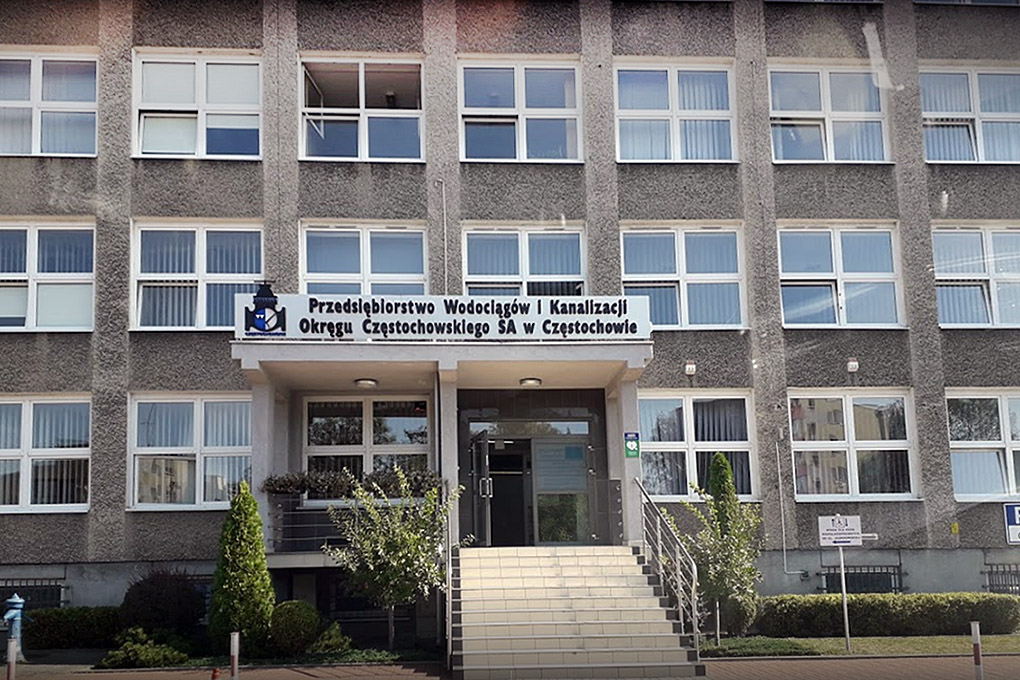 Przedsiębiorstwo Wodociągów i Kanalizacji
Okręgu Częstochowskiego SA w Częstochowie